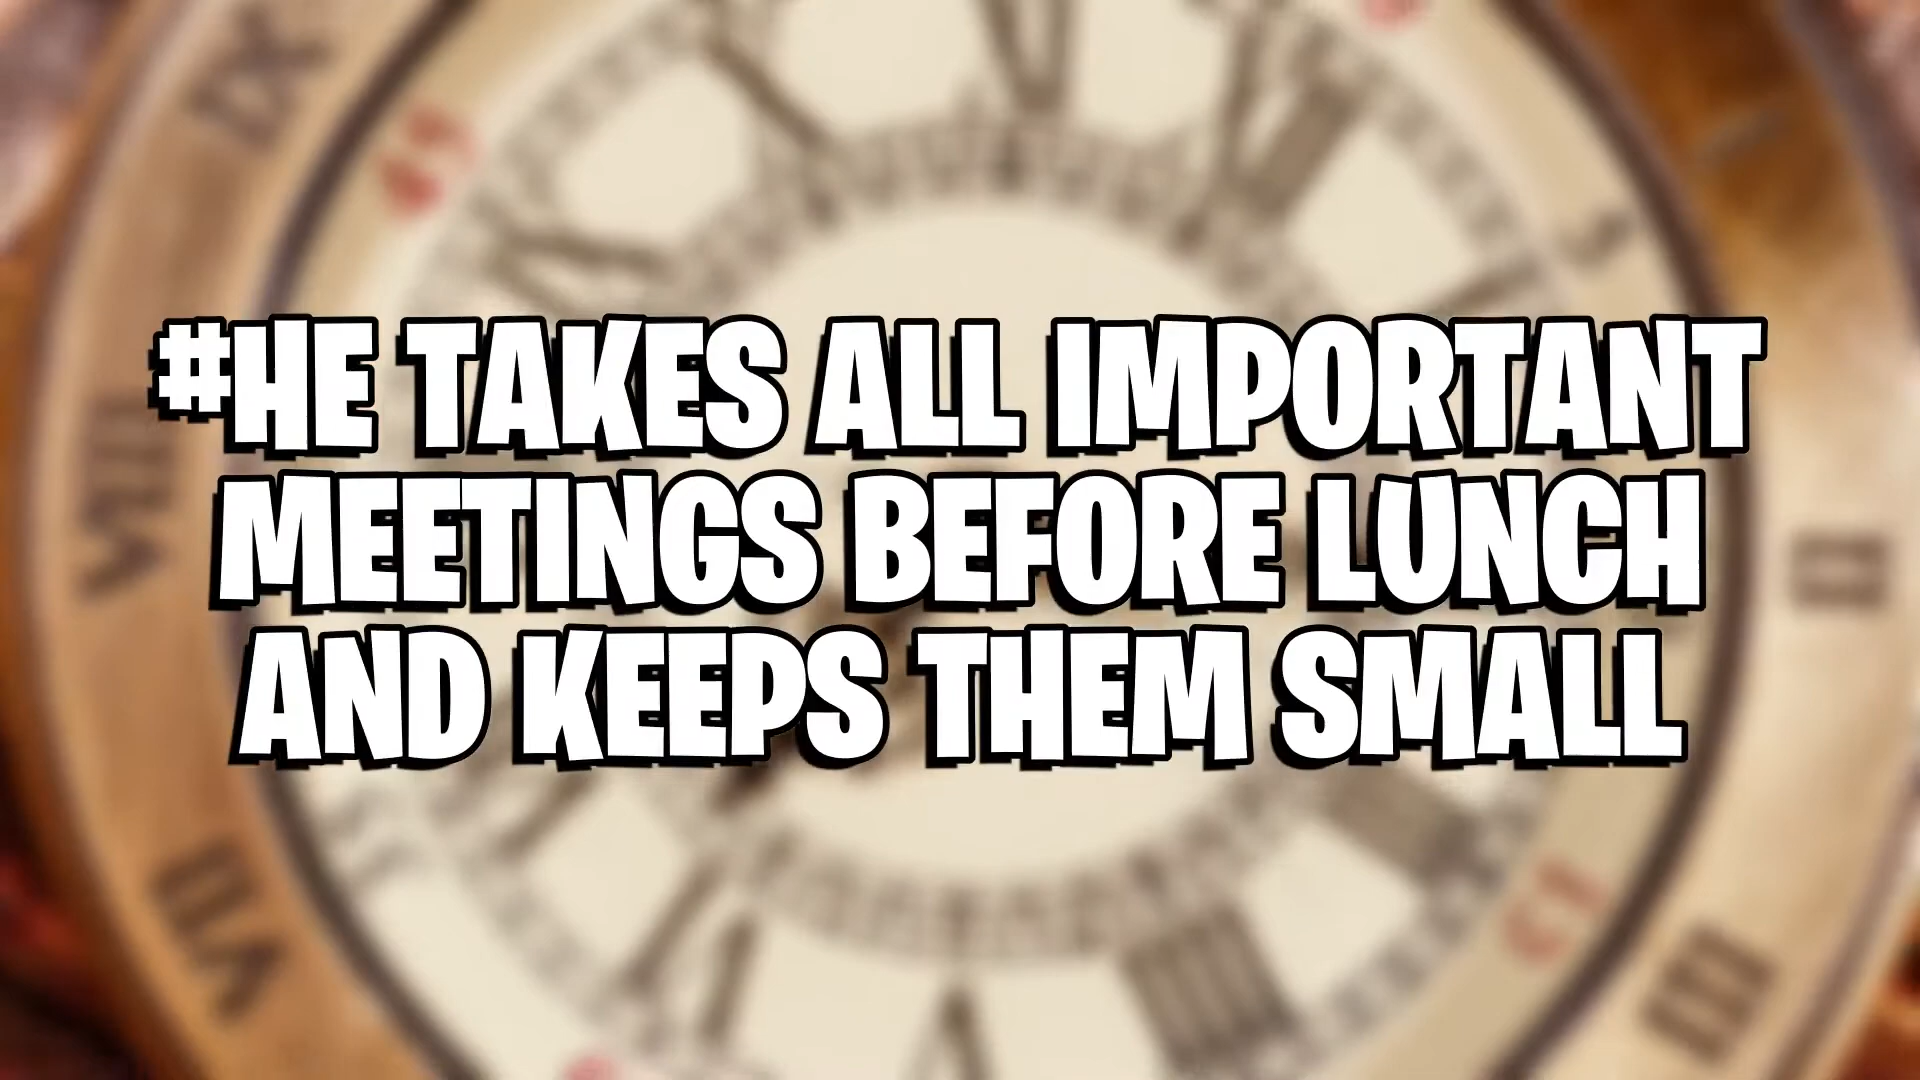 #HE TAKES ALL IMPORTANT
MEETINGS BEFORE LUNCH
AND KEEPS THEM SMALL